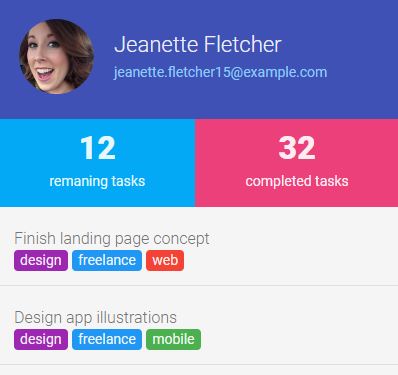 Jeanette Fletcher
jeanette.fletcher15@example.com
12 32
remaning tasks completed tasks
Finish landing page concept
design freelance web
Design app illustrations
design freelance mobile